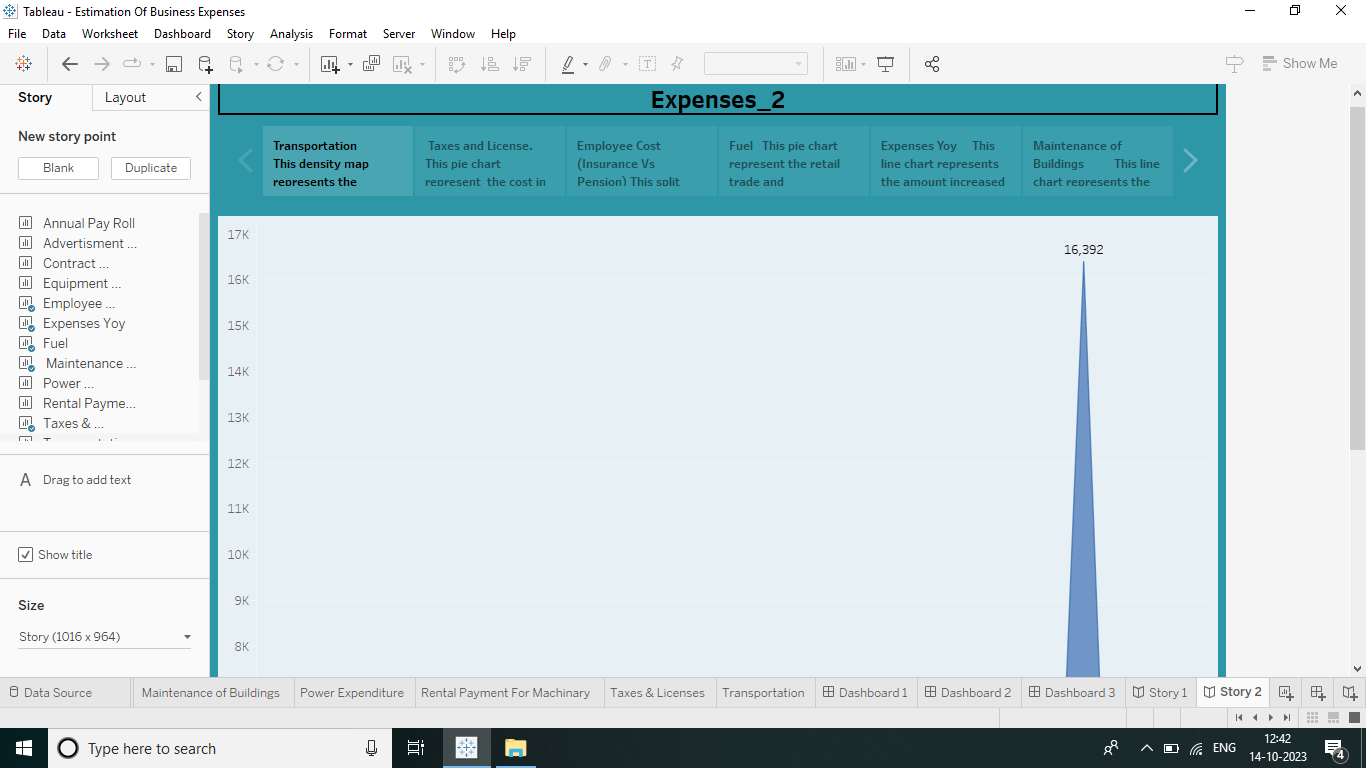 Tableau - Estimation Of Business Expenses
File Data Worksheet Dashboard Story Analysis Format Server Window Help
Show Me
Story Layout
New story point
Blank Duplicate
Annual Pay Roll
Advertisment ...
Contract ...
Equipment ...
Employee ...
Expenses Yoy
Fuel
Maintenance ...
Power ...
Rental Payme...
Taxes & ...
A Drag to add text
Show title
Size
Story (1016 x 964)
Expenses_2
Transportation
This density map
represents the
Taxes and License.
This pie chart
represent the cost in
Employee Cost
(Insurance Vs
Pension) This split
Fuel This pie chart
represent the retail
trade and
Expenses Yoy This
line chart represents
the amount increased
Maintenance of
Buildings This line
chart represents the
17K
16,392
16K
15K
14K
13K
12K
11K
10K
9K
8K
Data Source Maintenance of Buildings Power Expenditure Rental Payment For Machinary Taxes & Licenses Transportation Dashboard 1 Dashboard 2 Dashboard 3 Story 1 Story 2
Type here to search
ENG
12:42
14-10-2023
4